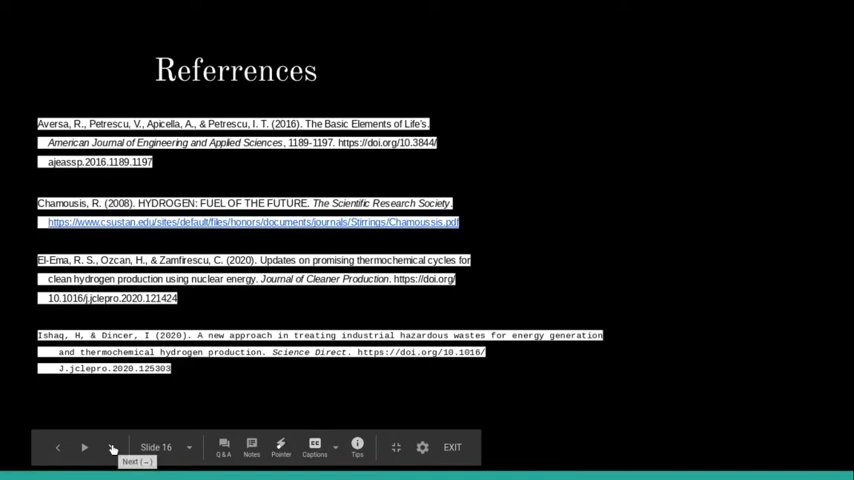 Referrences
Aversa, R., Petrescu, V., Apicella, A., & Petrescu, I. T. (2016). The Basic Elements of Life's.
American Journal of Engineering and Applied Sciences, 1189-1197. https://doi.org/10.3844/
ajeassp.2016.1189.1197
Chamousis, R. (2008). HYDROGEN: FUEL OF THE FUTURE. The Scientific Research Society.
https://www.csustan.edu/sites/default/files/honors/documents/journals/Stirrings/Chamoussis.pdf
El-Ema, R. S., Ozcan, H., & Zamfirescu, C. (2020). Updates on promising thermochemical cycles for
clean hydrogen production using nuclear energy. Journal of Cleaner Production. https://doi.org/
10.1016/j.jclepro.2020.121424
Ishaq, H, & Dincer, I (2020). A new approach in treating industrial hazardous wastes for energy generation
and thermochemical hydrogen production. Science Direct. https://doi.org/10.1016/
J.jclepro.2020.125303
Slide 16
Q & A
Notes
Pointer
Captions
Tips
EXIT
Next (→)